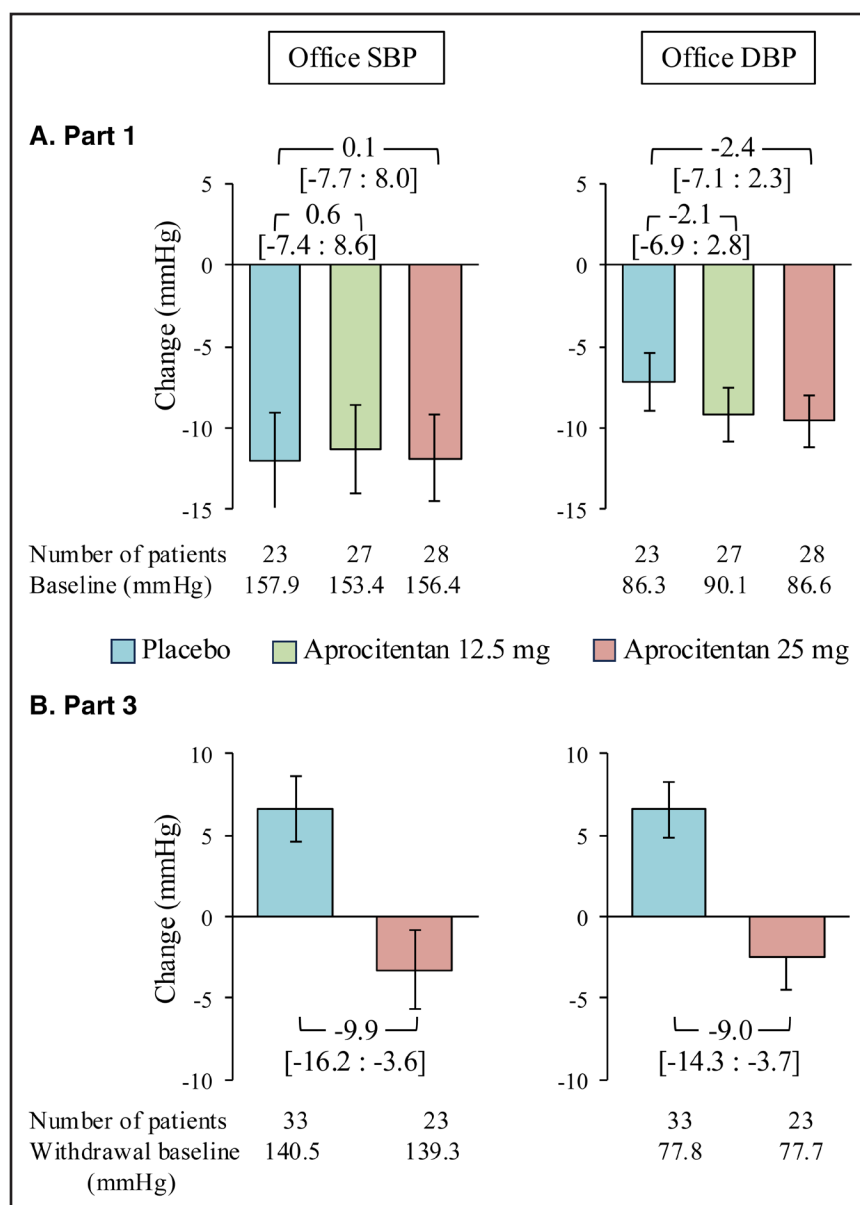 Office SBP Office DBP
A. Part 1
0.1 -2.4
[-7.7 : 8.0] [-7.1 : 2.3]
5 5
0.6 -2.1
[-7.4 : 8.6] [-6.9 : 2.8]
0 0
Change (mmHg)
-5 -5
-10 -10
-15 -15
Number of patients 23 27 28 23 27 28
Baseline (mmHg) 157.9 153.4 156.4 86.3 90.1 86.6
Placebo Aprocitentan 12.5 mg Aprocitentan 25 mg
B. Part 3
10 10
5 5
Change (mmHg)
0 0
-5 -5
-9.9 -9.0
[-16.2 : -3.6] [-14.3 : -3.7]
-10 -10
Number of patients 33 23 33 23
Withdrawal baseline 140.5 139.3 77.8 77.7
(mmHg)